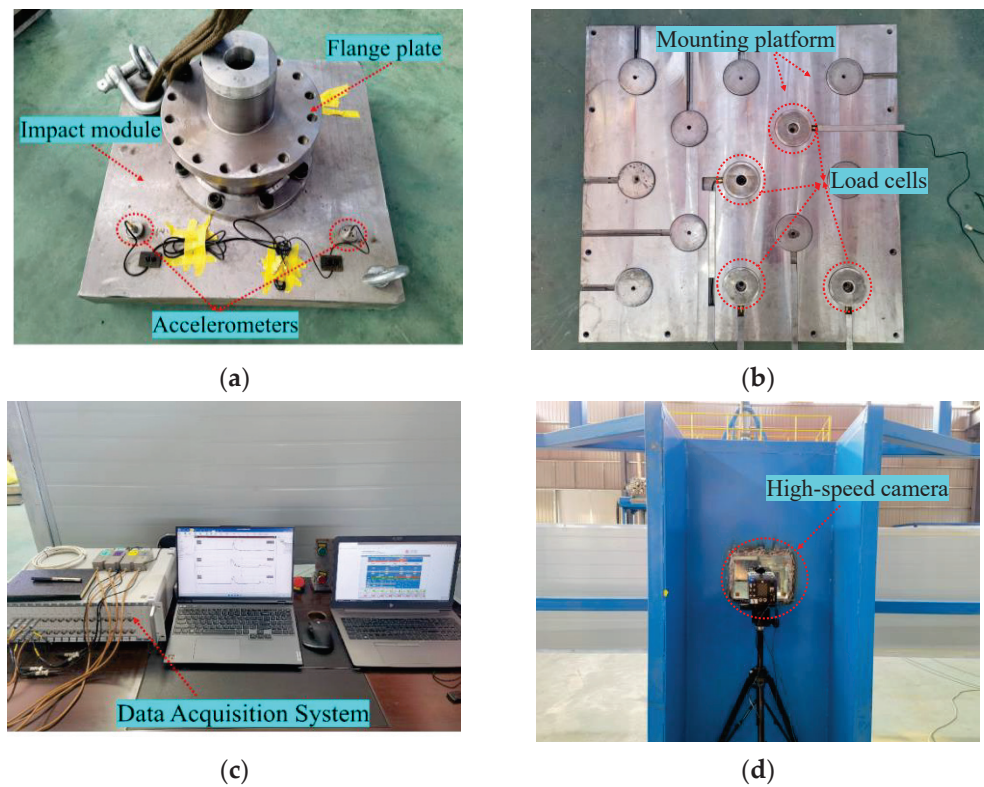 Flange plate
Impact module
Accelerometers
(a)
Mounting platform
Load cells
(b)
Data Acquisition System
(c)
High-speed camera
(d)